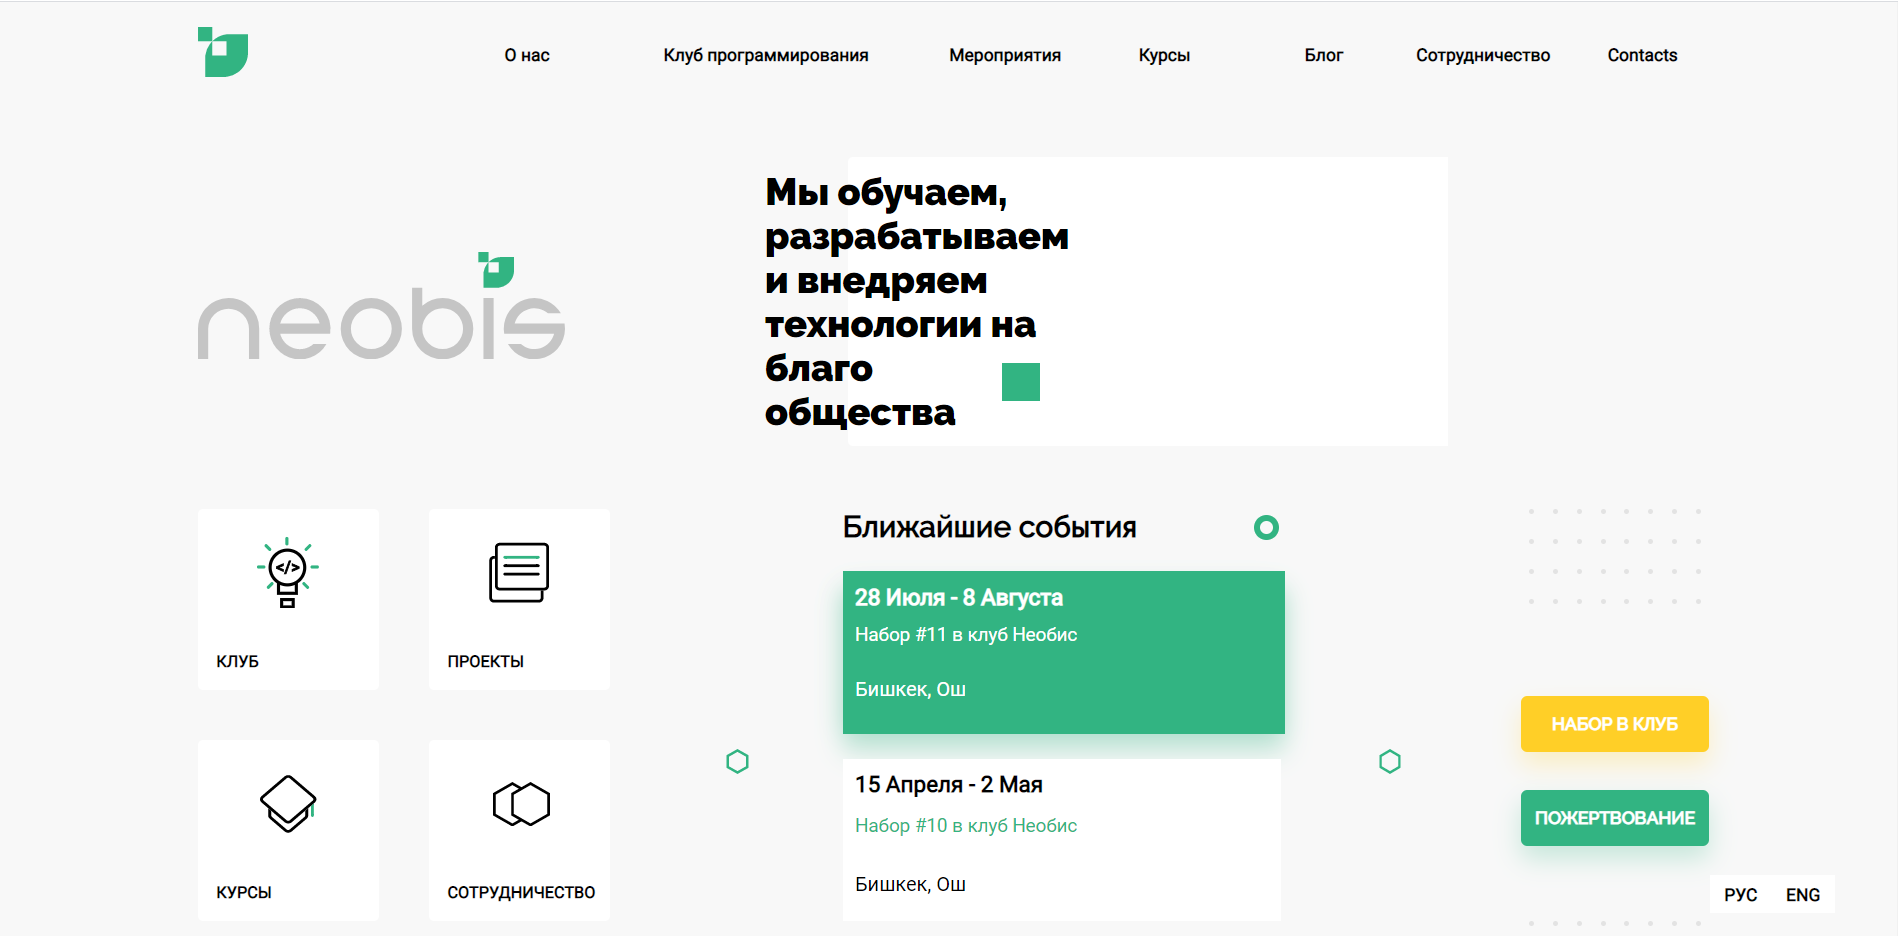 О нас
Клуб программирования
Мероприятия
Курсы
Блог
Сотрудничество
Contacts
neobis
Мы обучаем,
разрабатываем
и внедряем
технологии на
благо
общества
КЛУБ
ПРОЕКТЫ
КУРСЫ
СОТРУДНИЧЕСТВО
Ближайшие события
28 Июля - 8 Августа
Набор #11 в клуб Необис
Бишкек, Ош
15 Апреля - 2 Мая
Набор #10 в клуб Необис
Бишкек, Ош
НАБОР В КЛУБ
ПОЖЕРТВОВАНИЕ
РУС
ENG